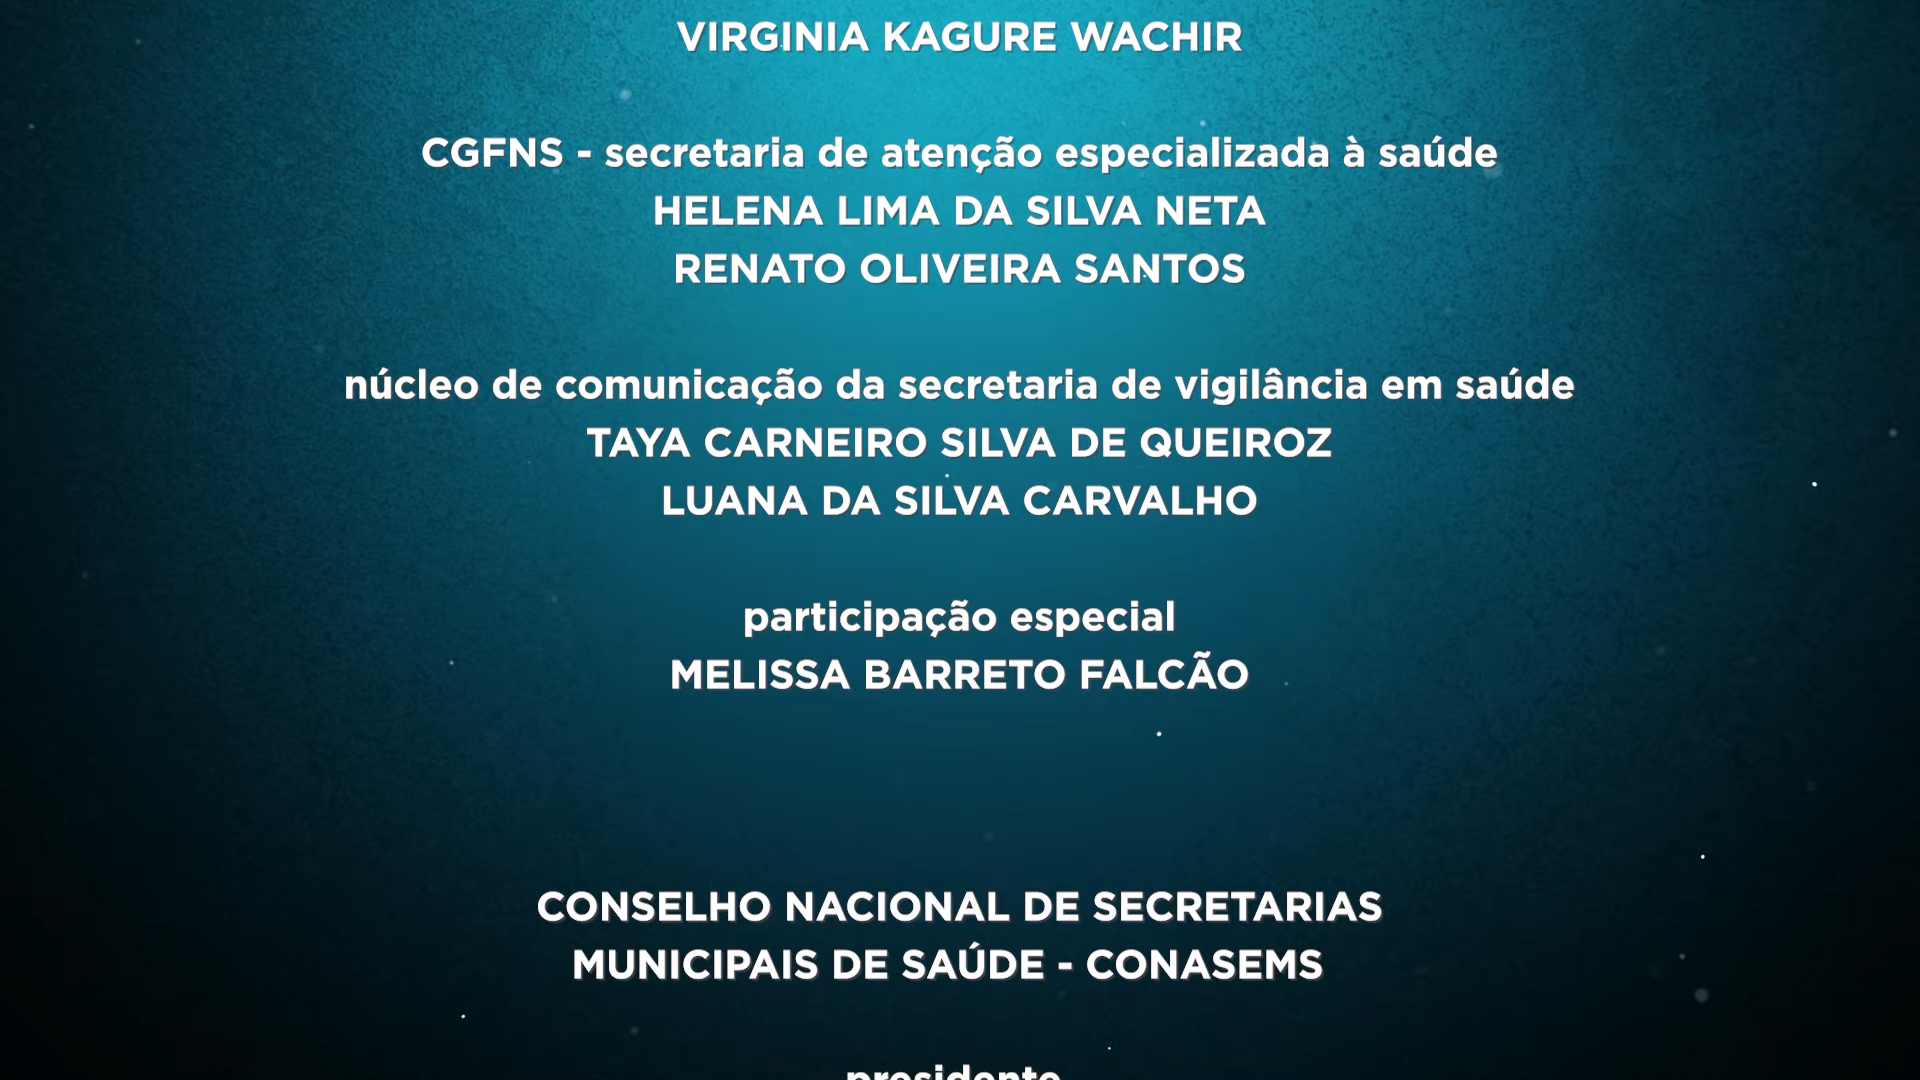 VIRGINIA KAGURE WACHIR
CGFNS - secretaria de atenção especializada à saúde
HELENA LIMA DA SILVA NETA
RENATO OLIVEIRA SANTOS
núcleo de comunicação da secretaria de vigilância em saúde
TAYA CARNEIRO SILVA DE QUEIROZ
LUANA DA SILVA CARVALHO
participação especial
MELISSA BARRETO FALCÃO
CONSELHO NACIONAL DE SECRETARIAS
MUNICIPAIS DE SAÚDE - CONASEMS
presidente